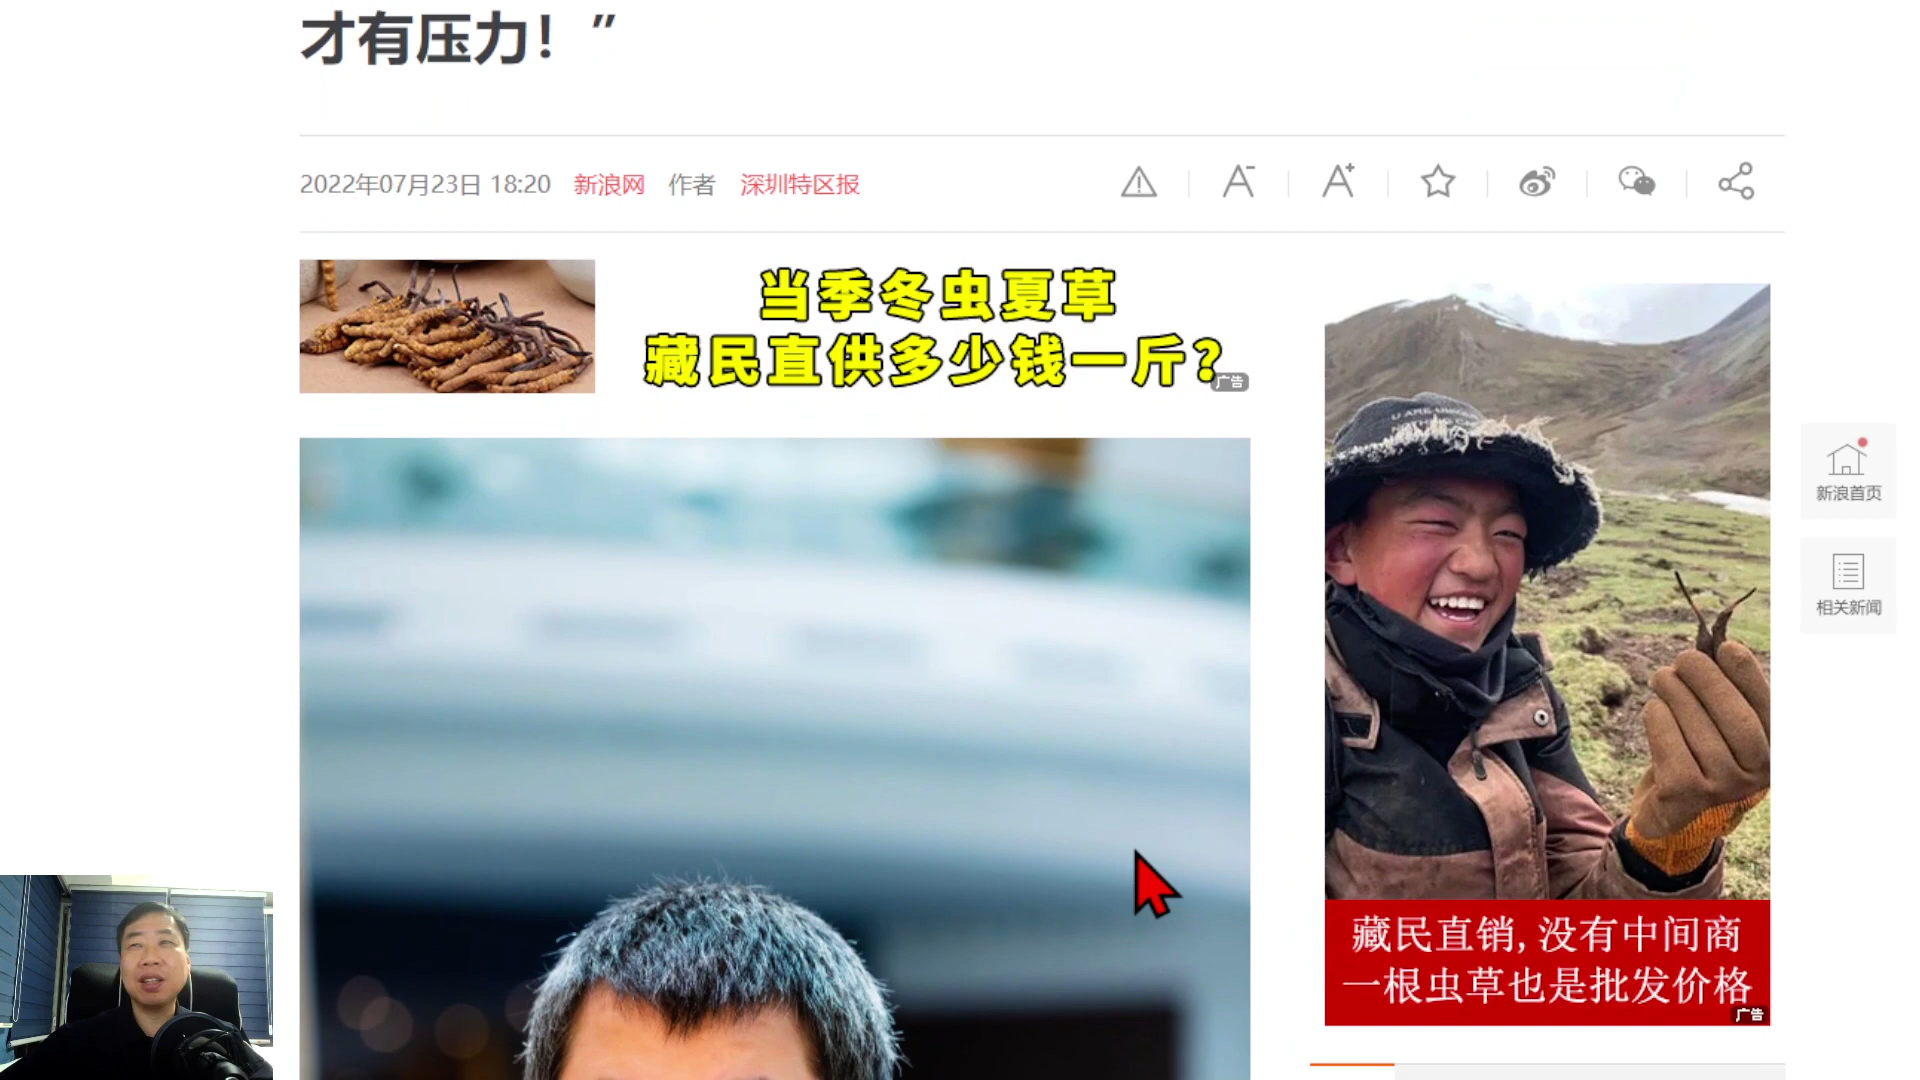 才有压力！”
2022年07月23日 18:20 新浪网 作者 深圳特区报
当季冬虫夏草
藏民直供多少钱一斤？
广告
新浪首页
相关新闻
藏民直销, 没有中间商
一根虫草也是批发价格
广告